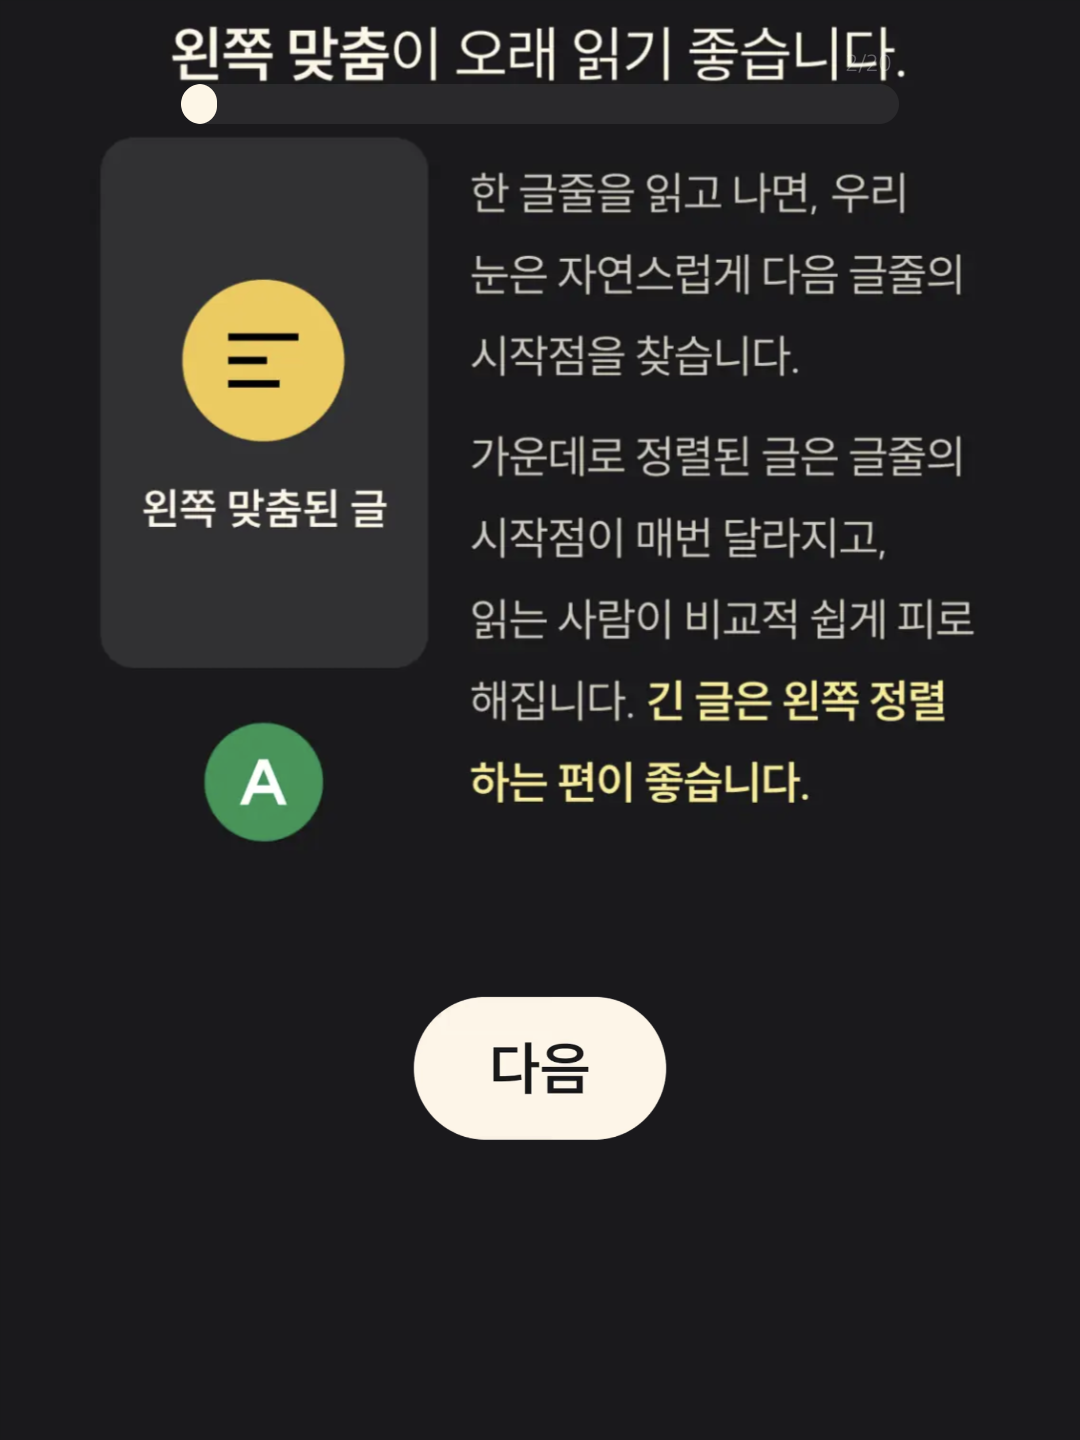 왼쪽 맞춤이 오래 읽기 좋습니다.
2/20
한 글줄을 읽고 나면, 우리
눈은 자연스럽게 다음 글줄의
시작점을 찾습니다.
가운데로 정렬된 글은 글줄의
시작점이 매번 달라지고,
읽는 사람이 비교적 쉽게 피로
해집니다. 긴 글은 왼쪽 정렬
하는 편이 좋습니다.
왼쪽 맞춤된 글
A
다음